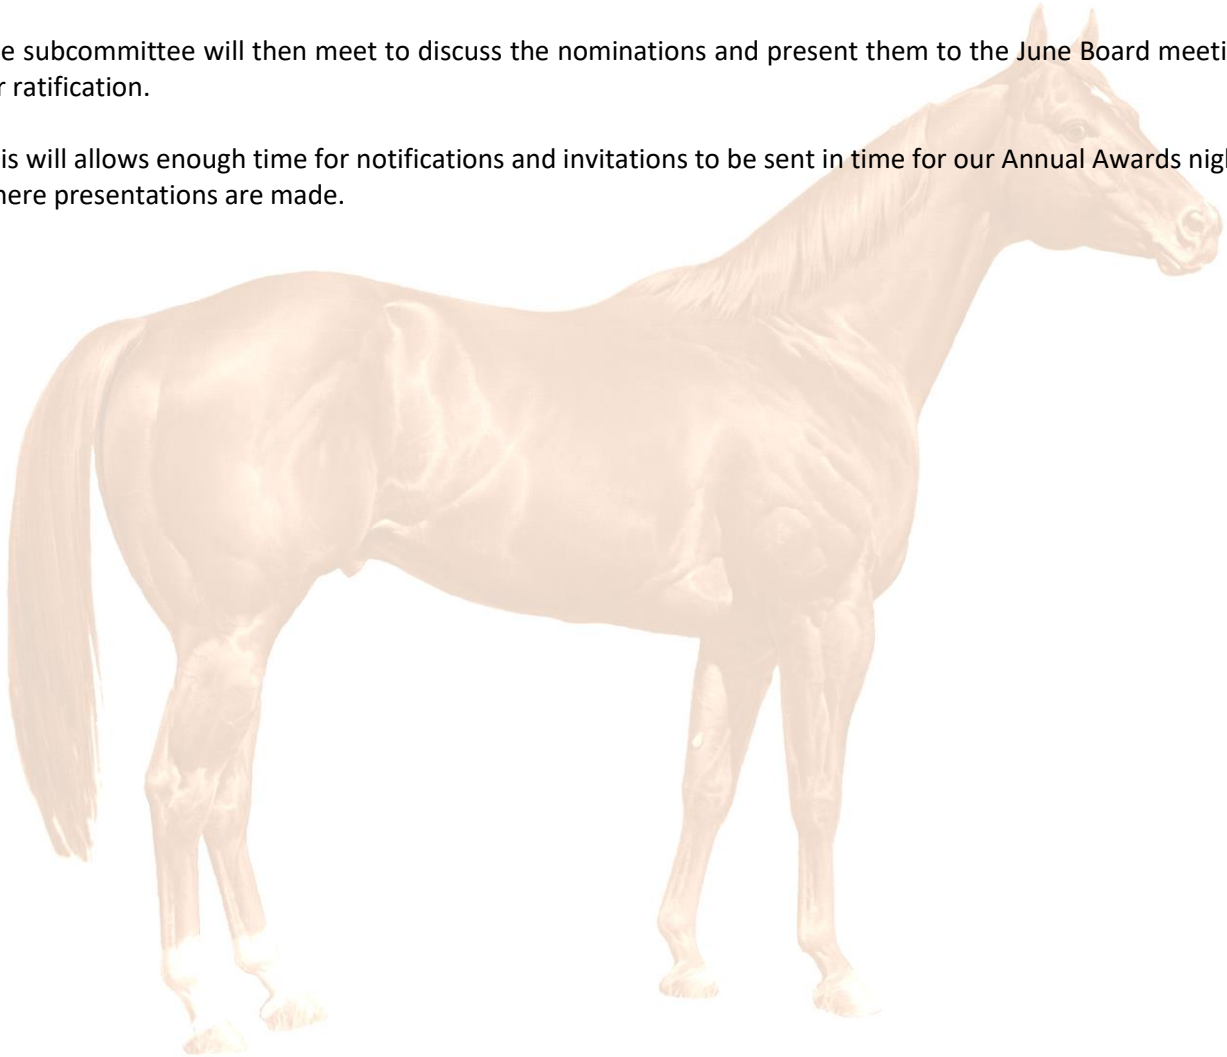 e subcommittee will then meet to discuss the nominations and present them to the June Board meeti
r ratification.
is will allows enough time for notifications and invitations to be sent in time for our Annual Awards nigh
here presentations are made.